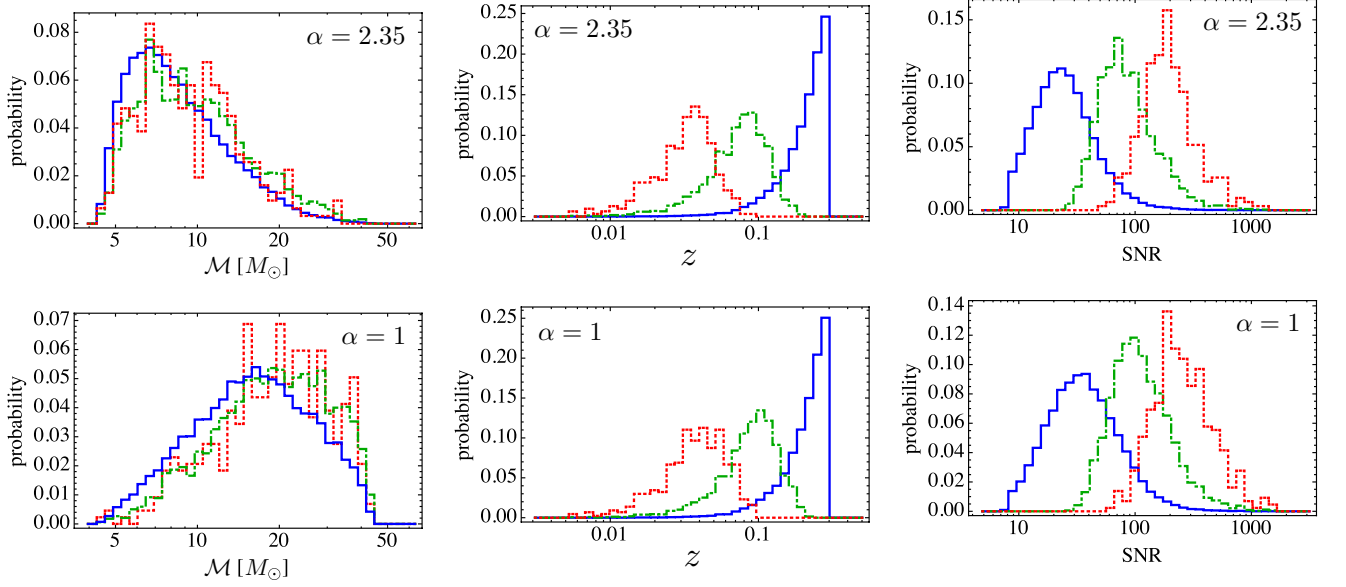 α = 2.35
probability
0.08
0.06
0.04
0.02
0.00
5 10 20 50
ℳ [M⊙]
α = 2.35
probability
0.25
0.20
0.15
0.10
0.05
0.00
0.01 0.1
z
α = 2.35
probability
0.15
0.10
0.05
0.00
10 100 1000
SNR
α = 1
probability
0.07
0.06
0.05
0.04
0.03
0.02
0.01
0.00
5 10 20 50
ℳ [M⊙]
α = 1
probability
0.25
0.20
0.15
0.10
0.05
0.00
0.01 0.1
z
α = 1
probability
0.14
0.12
0.10
0.08
0.06
0.04
0.02
0.00
10 100 1000
SNR